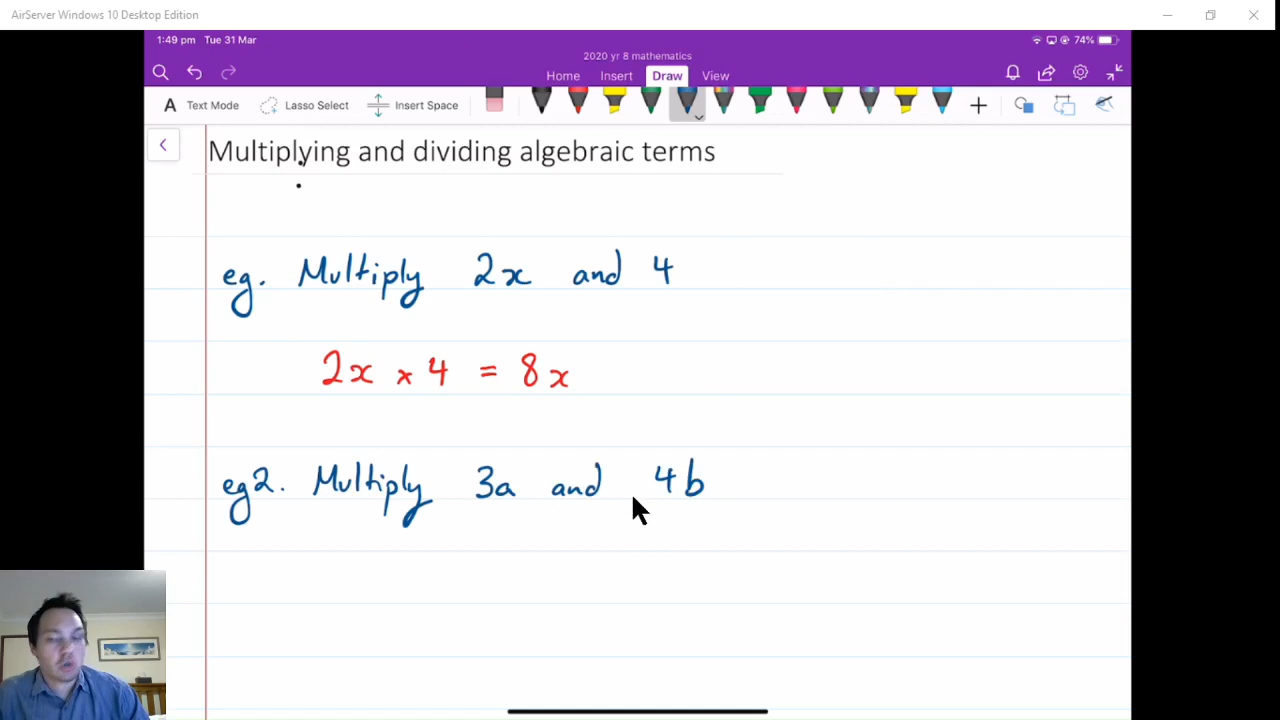 AirServer Windows 10 Desktop Edition
1:49 pm Tue 31 Mar 74%
2020 yr 8 mathematics
Home Insert Draw View
A Text Mode Lasso Select Insert Space
Multiplying and dividing algebraic terms
eg. Multiply 2x and 4
2x × 4 = 8x
eg2. Multiply 3a and 4b